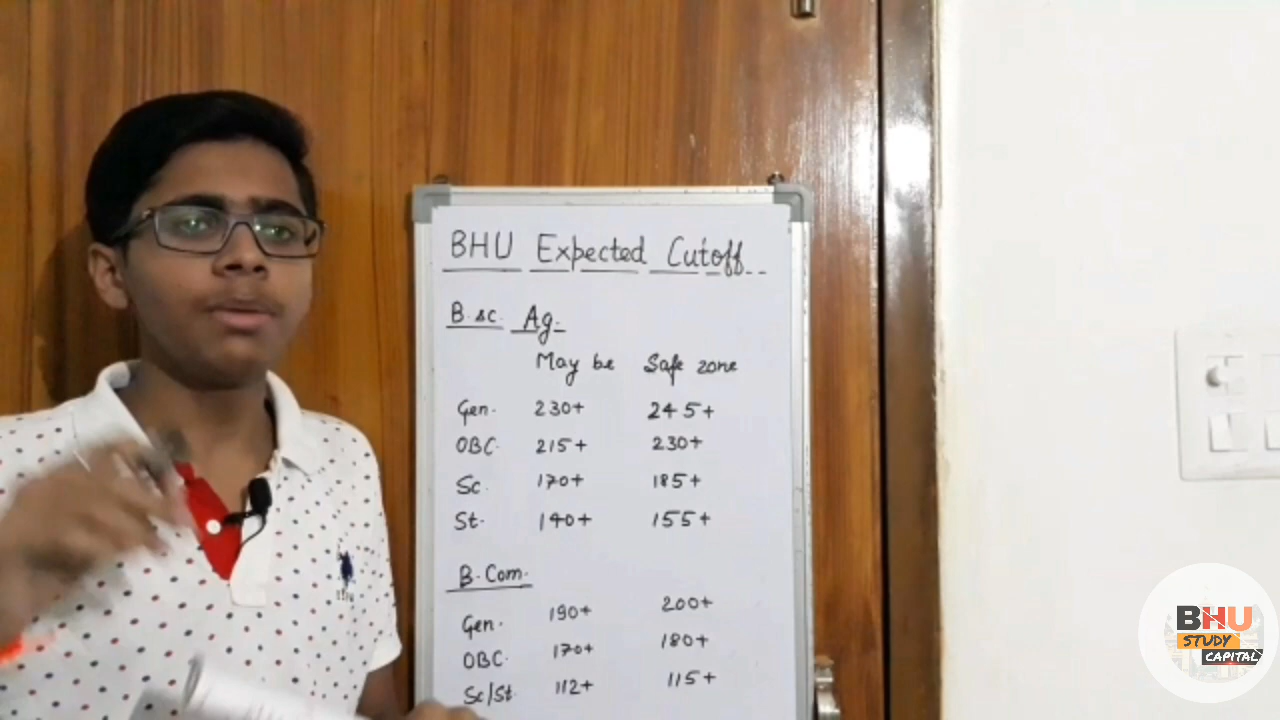 BHU Expected Cutoff
B.sc. Ag.
May be Safe zone
Gen. 230+ 245+
OBC. 215+ 230+
Sc. 170+ 185+
St. 140+ 155+
B.Com.
Gen. 190+ 200+
OBC. 170+ 180+
Sc/St. 112+ 115+
BHU
STUDY
CAPITAL